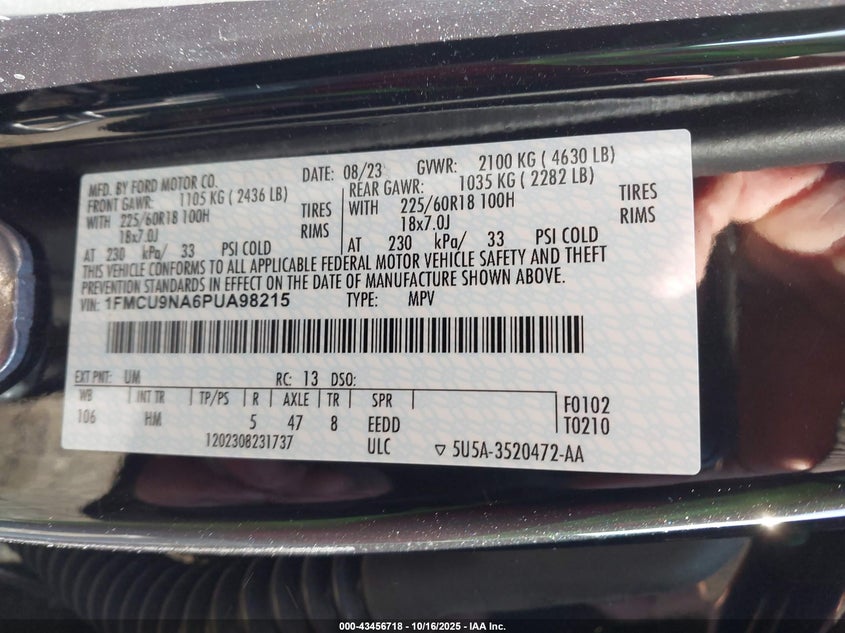 MFD. BY FORD MOTOR CO.
DATE: 08/23 GVWR: 2100 KG ( 4630 LB)
FRONT GAWR: 1105 KG ( 2436 LB)
WITH 225/60R18 100H TIRES
18x7.0J RIMS
AT 230 kPa/ 33 PSI COLD
REAR GAWR: 1035 KG ( 2282 LB)
WITH 225/60R18 100H TIRES
18x7.0J RIMS
AT 230 kPa/ 33 PSI COLD
THIS VEHICLE CONFORMS TO ALL APPLICABLE FEDERAL MOTOR VEHICLE SAFETY AND THEFT
PREVENTION STANDARDS IN EFFECT ON THE DATE OF MANUFACTURE SHOWN ABOVE.
VIN: 1FMCU9NA6PUA98215 TYPE: MPV
EXT PNT: UM RC: 13 DSO:
WB INT TR TP/PS R AXLE TR SPR
106 HM 5 47 8 EEDD
F0102
T0210
1202308231737 ULC ▽ 5U5A-3520472-AA
000-43456718 - 10/16/2025 - IAA Inc.